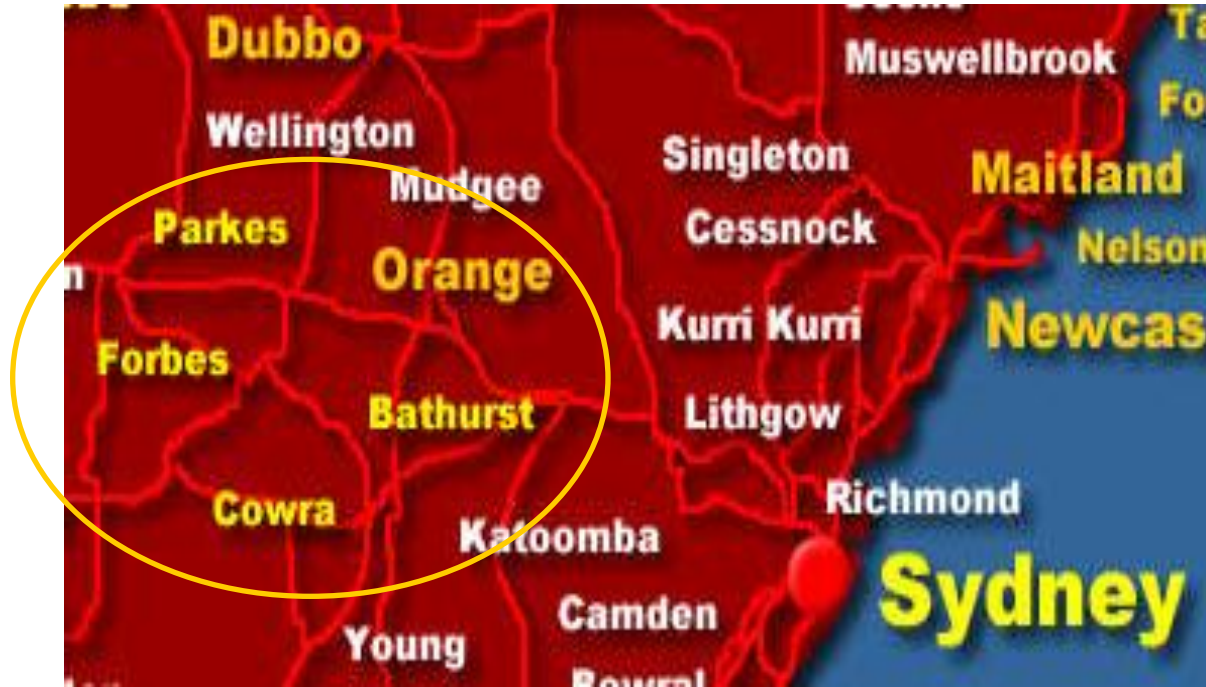 Dubbo
Muswellbrook
Wellington
Singleton
Maitland
Mudgee
Parkes
Cessnock
Nelson
Orange
Kurri Kurri
Newcas
Forbes
Bathurst
Lithgow
Richmond
Cowra
Katoomba
Sydney
Camden
Young
Bowral